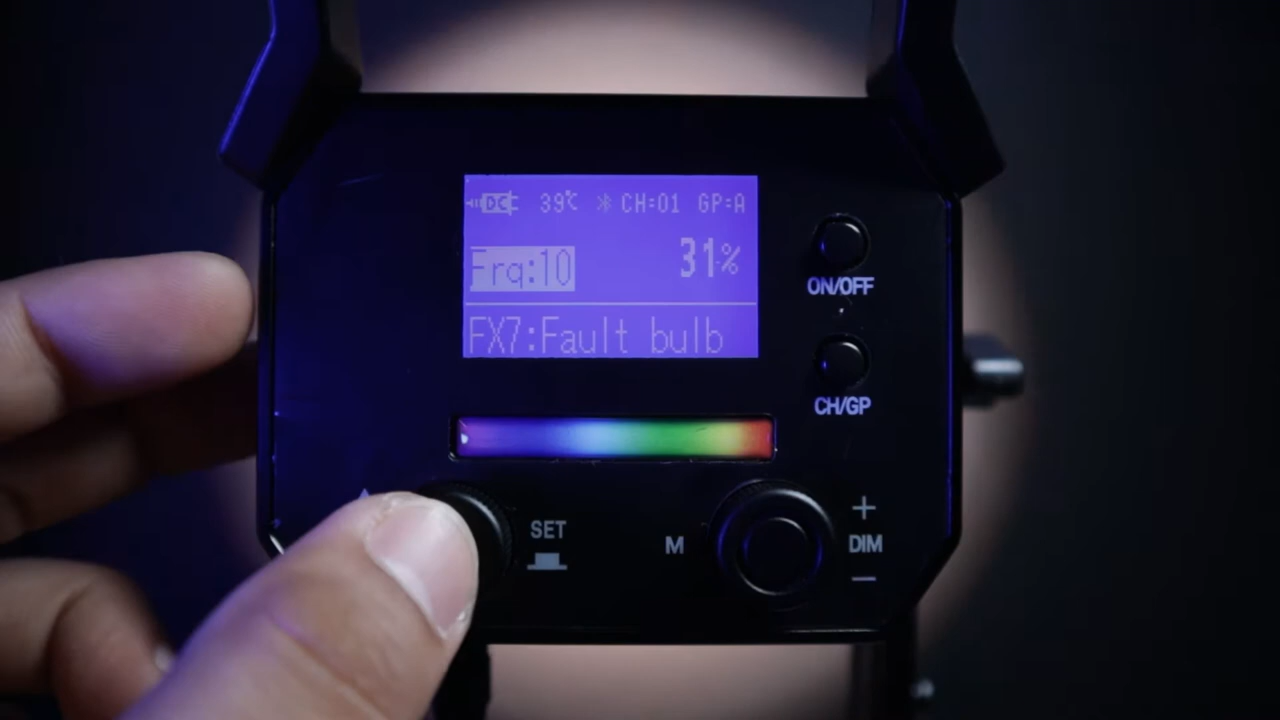 DC 39℃ CH:01 GP:A
Frq:10 31%
FX7:Fault bulb
ON/OFF
CH/GP
SET
M
+
DIM
−